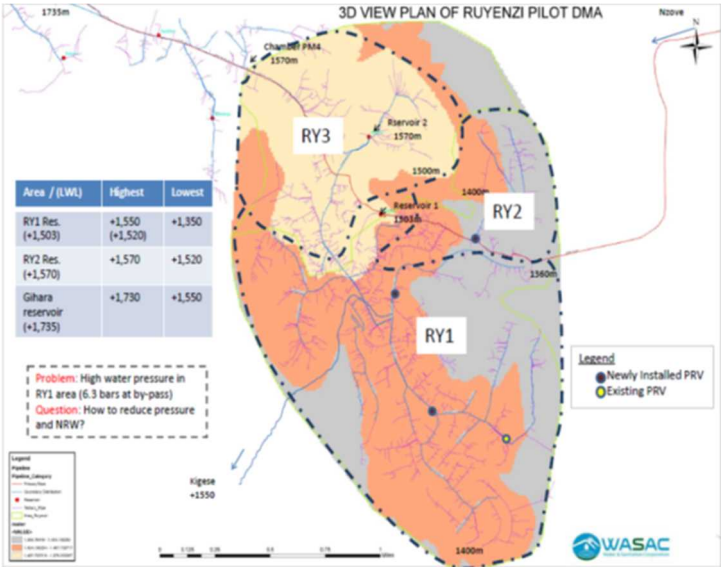 3D VIEW PLAN OF RUYENZI PILOT DMA
1735m
Nzove
N
Chamber PM4
1570m
Rservoir 2
1570m
RY3
1500m
1400m
Reservoir 1
1503m
RY2
1360m
RY1
Area / (LWL) Highest Lowest
RY1 Res. (+1,503) +1,550 (+1,520) +1,350
RY2 Res. (+1,570) +1,570 +1,520
Gihara reservoir (+1,735) +1,730 +1,550
Problem: High water pressure in
RY1 area (6.3 bars at by-pass)
Question: How to reduce pressure
and NRW?
Legend
Newly Installed PRV
Existing PRV
Kigese
+1550
1400m
Legend
Pipeline
Pipeline_Category
WASAC